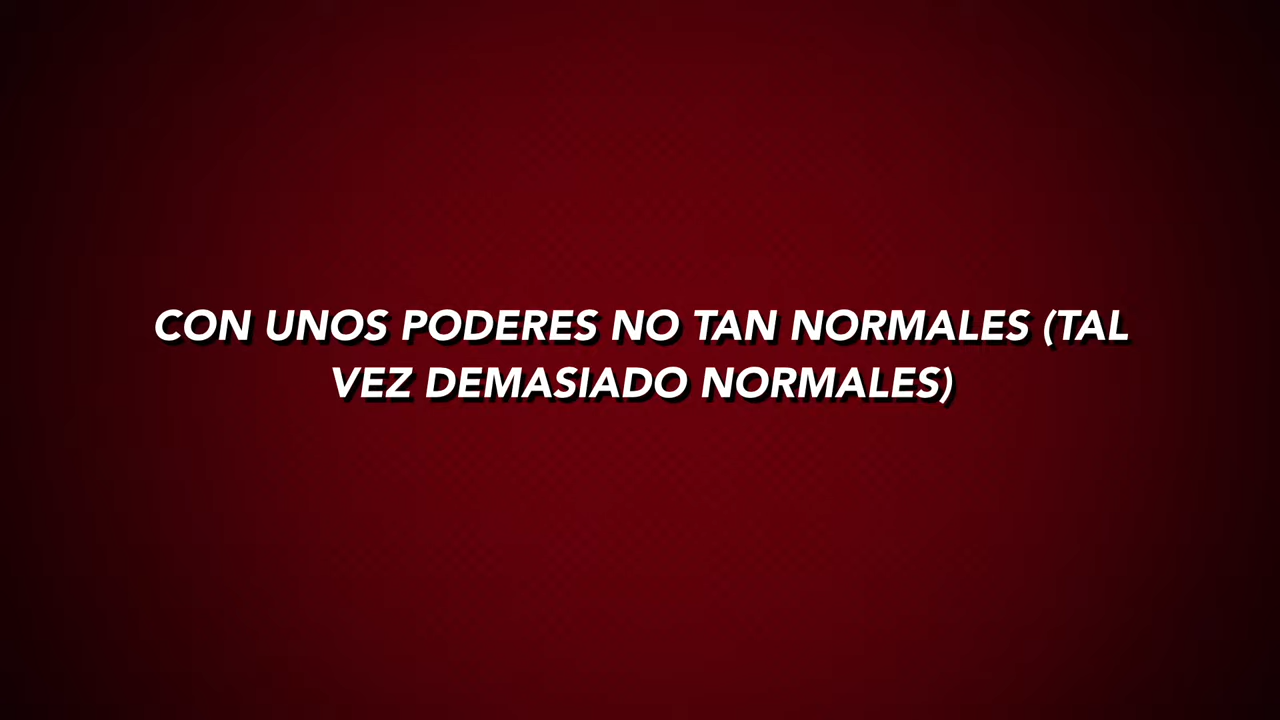 CON UNOS PODERES NO TAN NORMALES (TAL
VEZ DEMASIADO NORMALES)